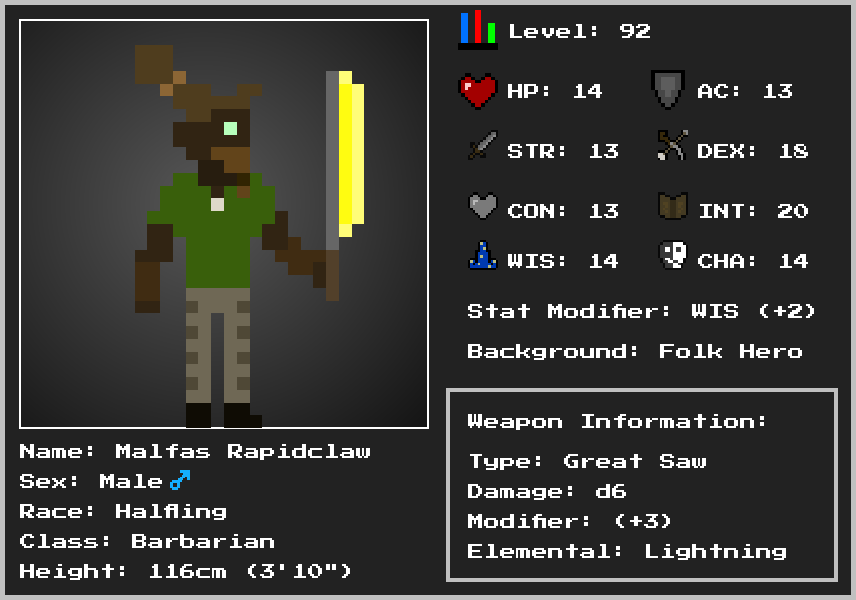 Level: 92
HP: 14
AC: 13
STR: 13
DEX: 18
CON: 13
INT: 20
WIS: 14
CHA: 14
Stat Modifier: WIS (+2)
Background: Folk Hero
Weapon Information:
Type: Great Saw
Damage: d6
Modifier: (+3)
Elemental: Lightning
Name: Malfas Rapidclaw
Sex: Male ♂
Race: Halfling
Class: Barbarian
Height: 116cm (3'10")